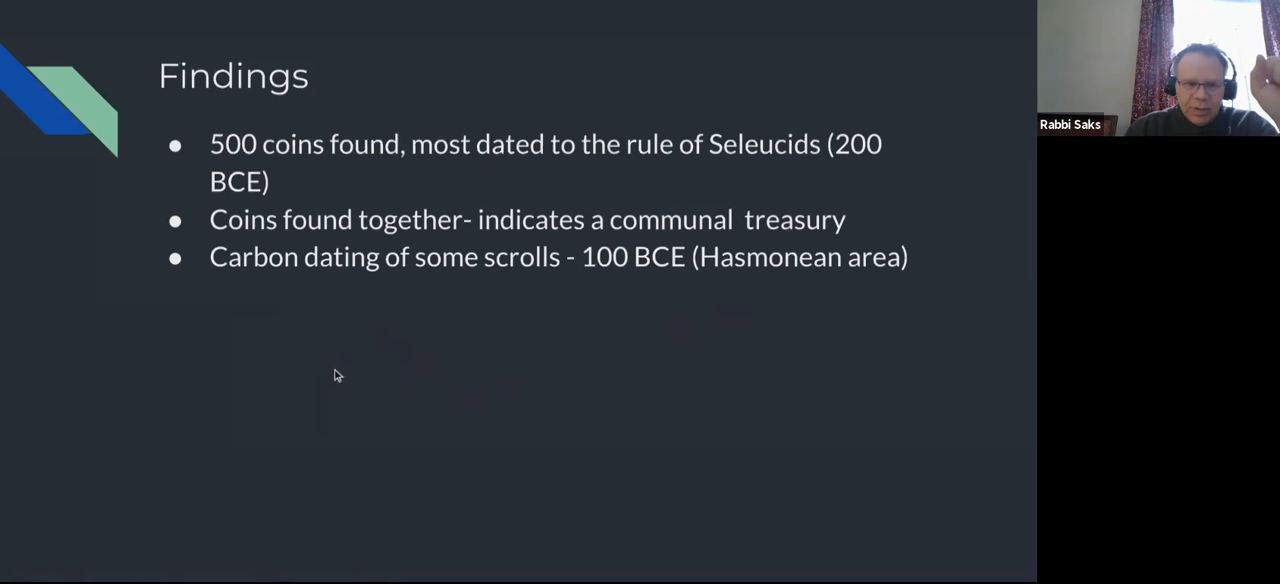 Findings
● 500 coins found, most dated to the rule of Seleucids (200
BCE)
● Coins found together- indicates a communal  treasury
● Carbon dating of some scrolls - 100 BCE (Hasmonean area)
Rabbi Saks